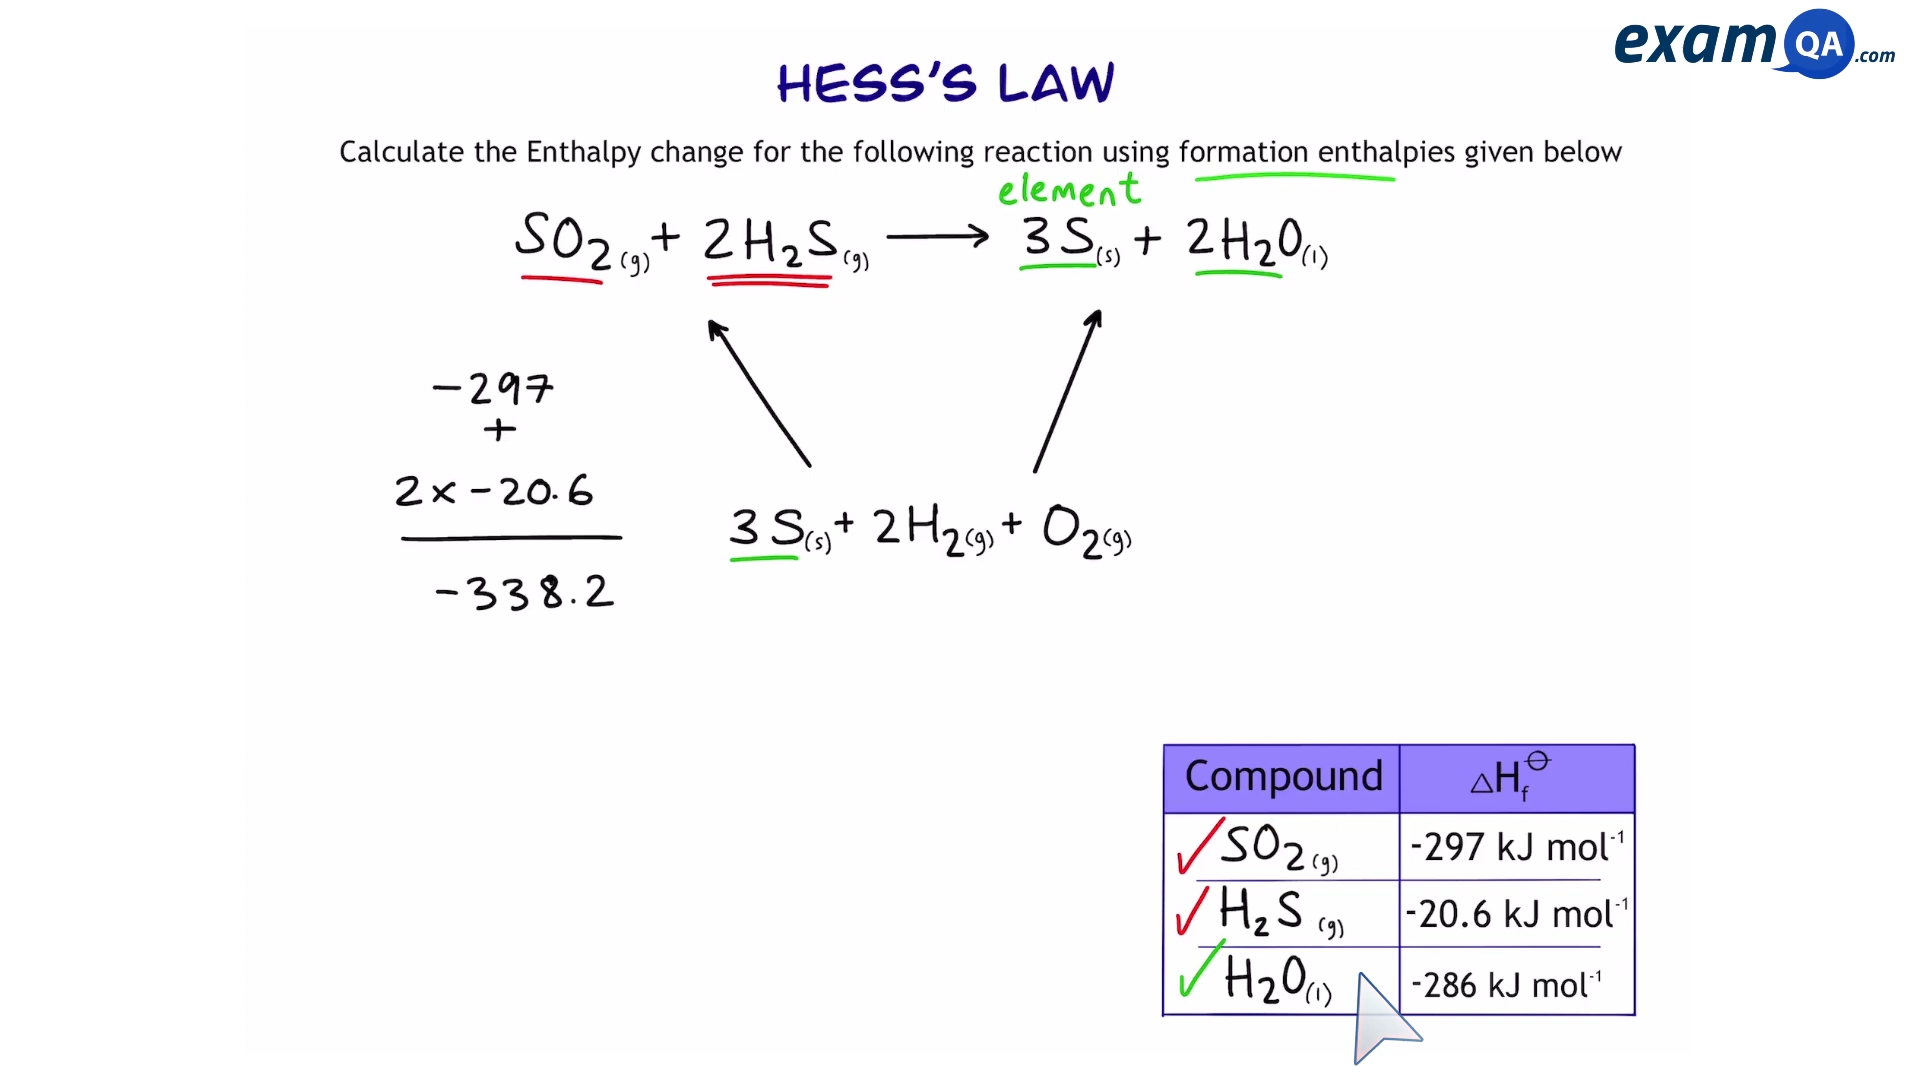 examQA.com
HESS'S LAW
Calculate the Enthalpy change for the following reaction using formation enthalpies given below
element
SO₂(g) + 2H₂S(g) ⟶ 3S(s) + 2H₂O(l)
-297
+
2x -20.6
-338.2
3S(s) + 2H₂(g) + O₂(g)
Compound △Hf⊖
✓SO₂(g) -297 kJ mol⁻¹
✓H₂S(g) -20.6 kJ mol⁻¹
✓H₂O(l) -286 kJ mol⁻¹